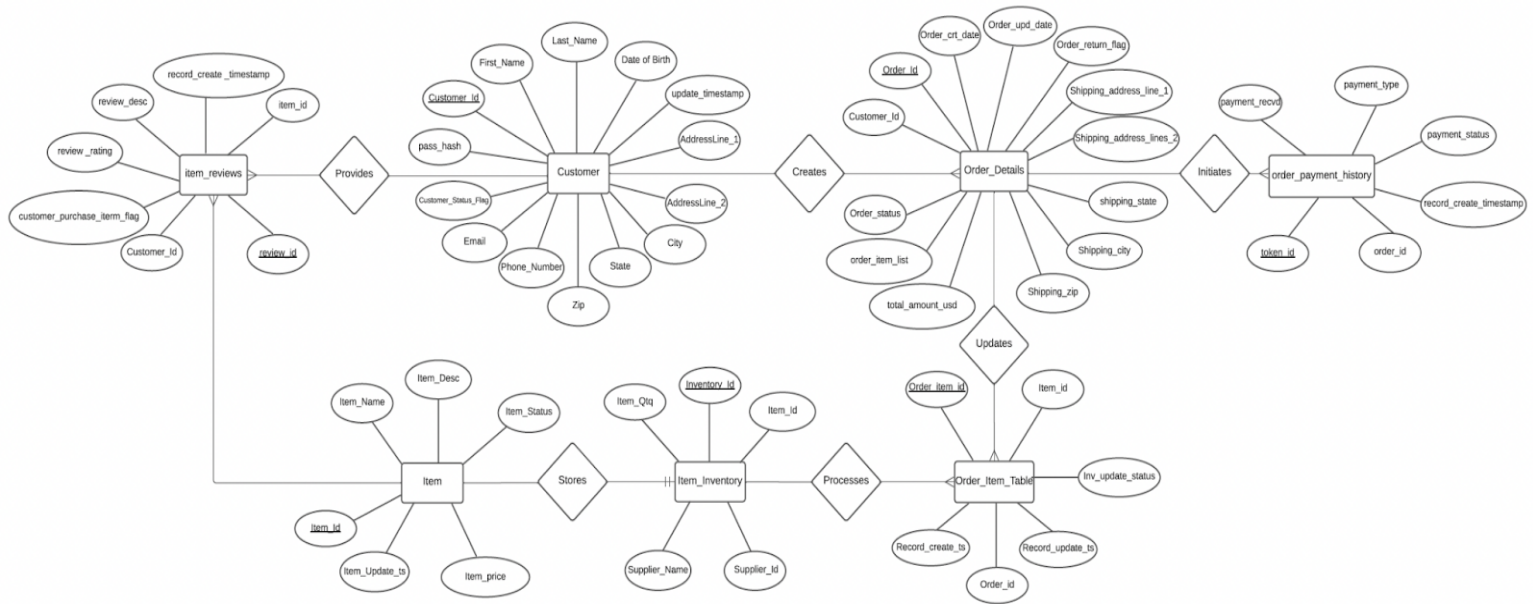 record_create _timestamp
review_desc
item_id
review _rating
item_reviews
customer_purchase_iterm_flag
Customer_Id
review_id
Provides
Last_Name
First_Name
Date of Birth
Customer_Id
update_timestamp
pass_hash
AddressLine_1
Customer
Customer_Status_Flag
AddressLine_2
Email
City
Phone_Number
State
Zip
Creates
Order_crt_date
Order_upd_date
Order_return_flag
Order_Id
Shipping_address_line_1
Customer_Id
Shipping_address_lines_2
Order_Details
Order_status
shipping_state
order_item_list
Shipping_city
total_amount_usd
Shipping_zip
Initiates
payment_type
payment_recvd
payment_status
order_payment_history
record_create_timestamp
token_id
order_id
Updates
Item_Desc
Item_Name
Item_Status
Item
Item_Id
Item_Update_ts
Item_price
Stores
Inventory_Id
Item_Qtq
Item_Id
Item_Inventory
Supplier_Name
Supplier_Id
Processes
Order_item_id
Item_id
Order_Item_Table
Inv_update_status
Record_create_ts
Record_update_ts
Order_id